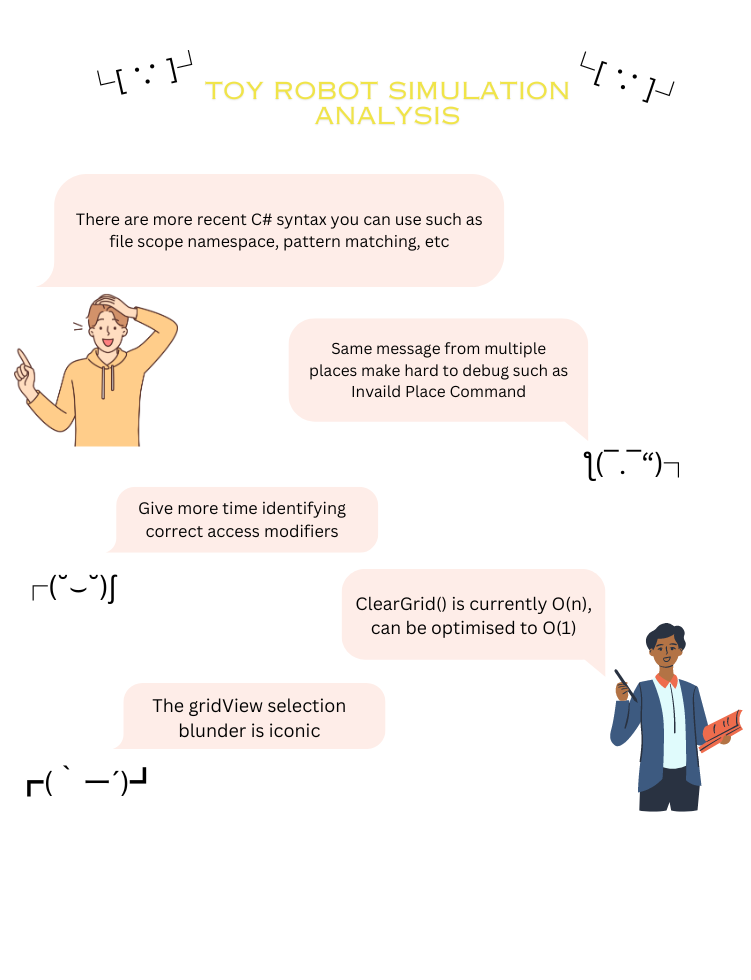 └[ ∵ ]┘
└[ ∵ ]┘
TOY ROBOT SIMULATION
ANALYSIS
There are more recent C# syntax you can use such as
file scope namespace, pattern matching, etc
Same message from multiple
places make hard to debug such as
Invaild Place Command
ƪ(‾.‾“)┐
Give more time identifying
correct access modifiers
┌(˘⌣˘)ʃ
ClearGrid() is currently O(n),
can be optimised to O(1)
The gridView selection
blunder is iconic
┏(｀ー´)┛